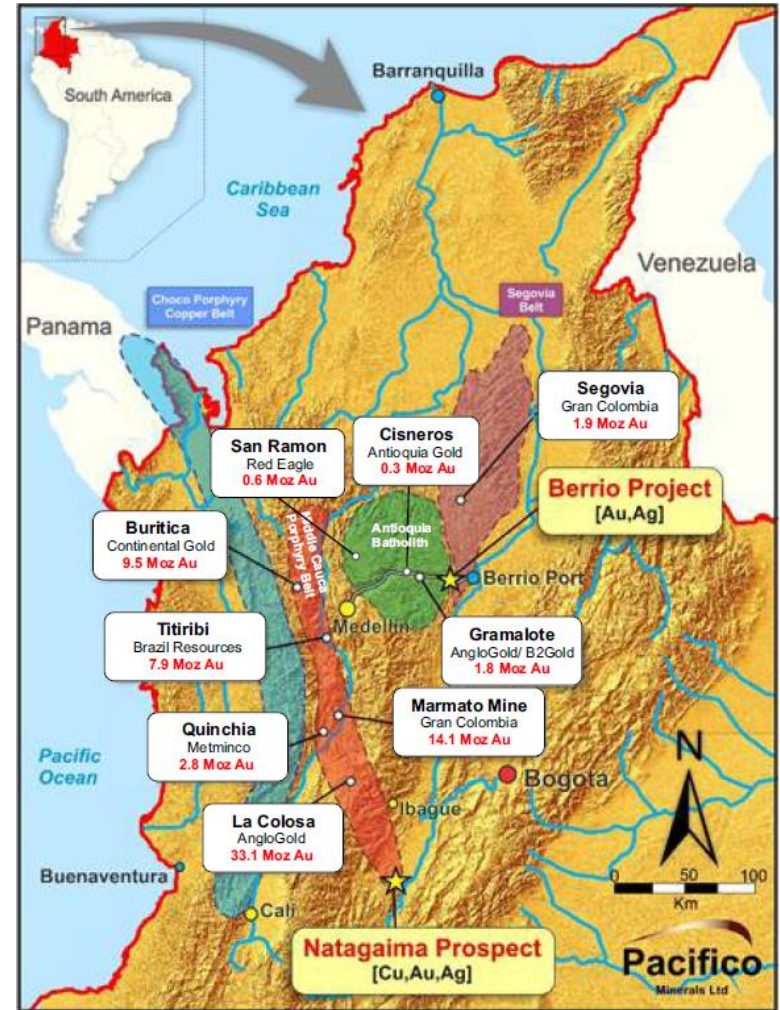 Barranquilla
South America
Caribbean
Sea
Venezuela
Choco Porphyry
Copper Belt
Segovia
Belt
Panama
Segovia
Gran Colombia
1.9 Moz Au
Cisneros
Antioquia Gold
0.3 Moz Au
San Ramon
Red Eagle
0.6 Moz Au
Berrio Project
[Au,Ag]
Buritica
Continental Gold
9.5 Moz Au
Middle Cauca
Porphyry Belt
Antioquia
Batholith
Berrio Port
Medellin
Titiribi
Brazil Resources
7.9 Moz Au
Gramalote
AngloGold/ B2Gold
1.8 Moz Au
Quinchia
Metminco
2.8 Moz Au
Marmato Mine
Gran Colombia
14.1 Moz Au
Pacific
Ocean
N
Bogota
Ibague
La Colosa
AngloGold
33.1 Moz Au
Buenaventura
0 50 100
Km
Cali
Natagaima Prospect
[Cu,Au,Ag]
Pacifico
Minerals Ltd